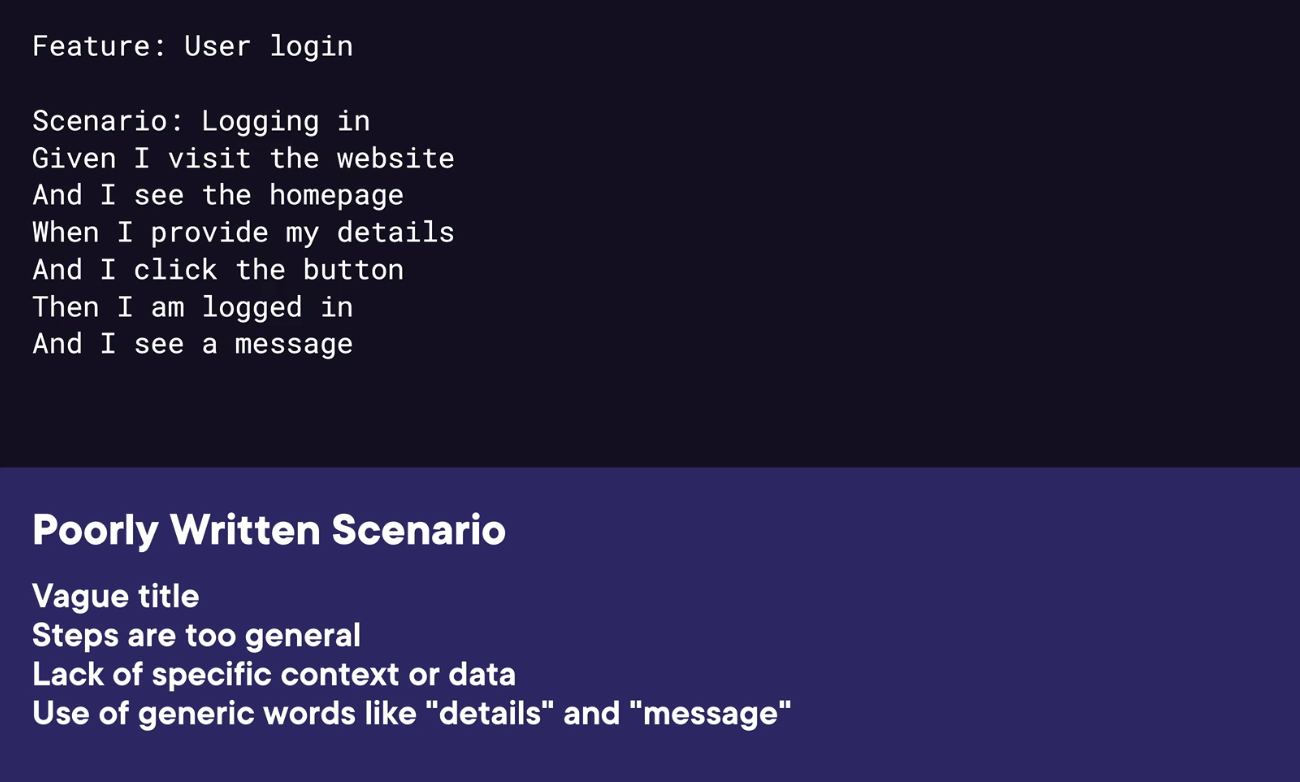 Feature: User login
Scenario: Logging in
Given I visit the website
And I see the homepage
When I provide my details
And I click the button
Then I am logged in
And I see a message
Poorly Written Scenario
Vague title
Steps are too general
Lack of specific context or data
Use of generic words like "details" and "message"